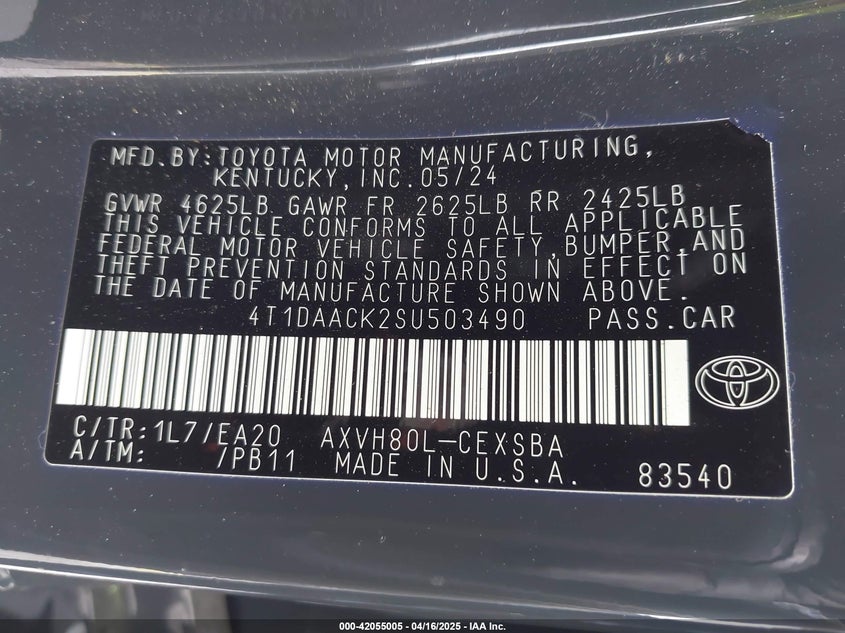 MFD.BY:TOYOTA MOTOR MANUFACTURING,
KENTUCKY,INC.05/24
GVWR 4625LB GAWR FR 2625LB RR 2425LB
THIS VEHICLE CONFORMS TO ALL APPLICABLE
FEDERAL MOTOR VEHICLE SAFETY,BUMPER,AND
THEFT PREVENTION STANDARDS IN EFFECT ON
THE DATE OF MANUFACTURE SHOWN ABOVE.
4T1DAACK2SU503490 PASS.CAR
C/TR:1L7/EA20 AXVH80L-CEXSBA
A/TM: /PB11 MADE IN U.S.A. 83540
000-42055005 - 04/16/2025 - IAA Inc.